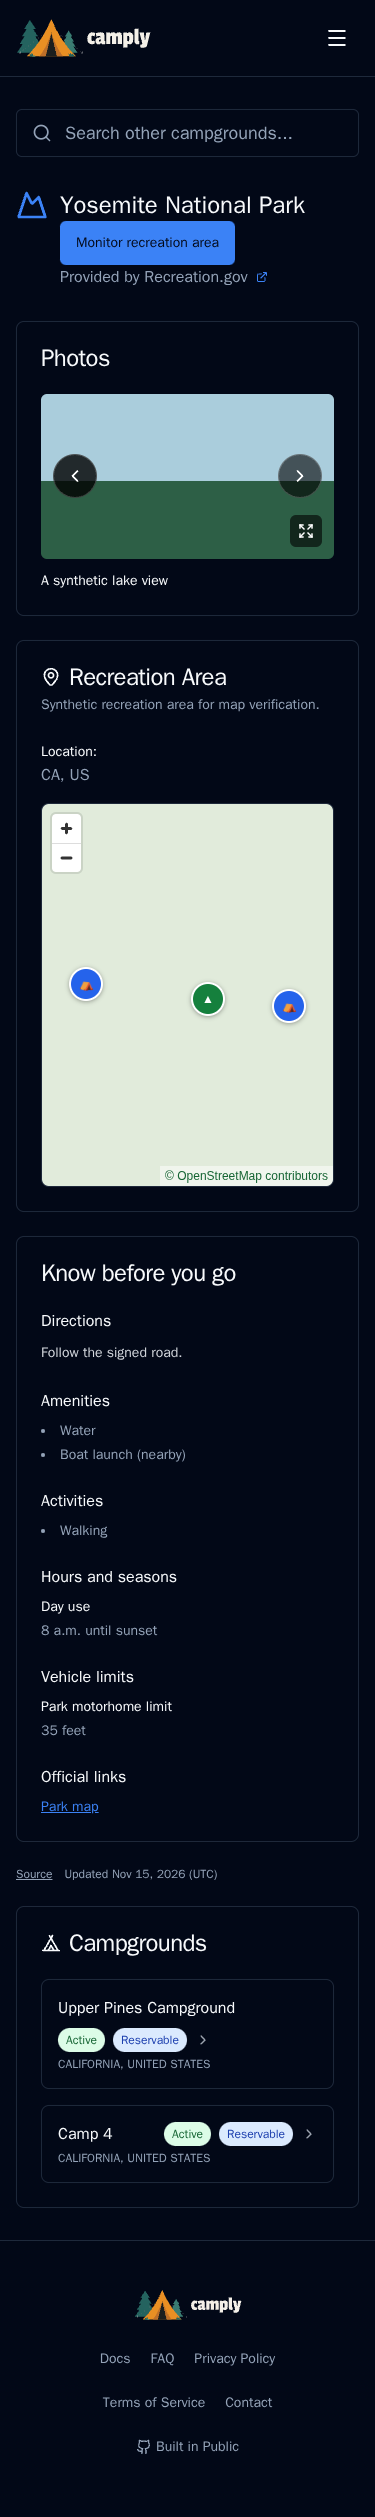 camply
Search other campgrounds...
Yosemite National Park
Monitor recreation area
Provided by Recreation.gov
Photos
A synthetic lake view
Recreation Area
Synthetic recreation area for map verification.
Location:
CA, US
+
−
© OpenStreetMap contributors
Know before you go
Directions
Follow the signed road.
Amenities
• Water
• Boat launch (nearby)
Activities
• Walking
Hours and seasons
Day use
8 a.m. until sunset
Vehicle limits
Park motorhome limit
35 feet
Official links
Park map
Source Updated Nov 15, 2026 (UTC)
Campgrounds
Upper Pines Campground
Active Reservable
CALIFORNIA, UNITED STATES
Camp 4 Active Reservable
CALIFORNIA, UNITED STATES
camply
Docs FAQ Privacy Policy
Terms of Service Contact
Built in Public